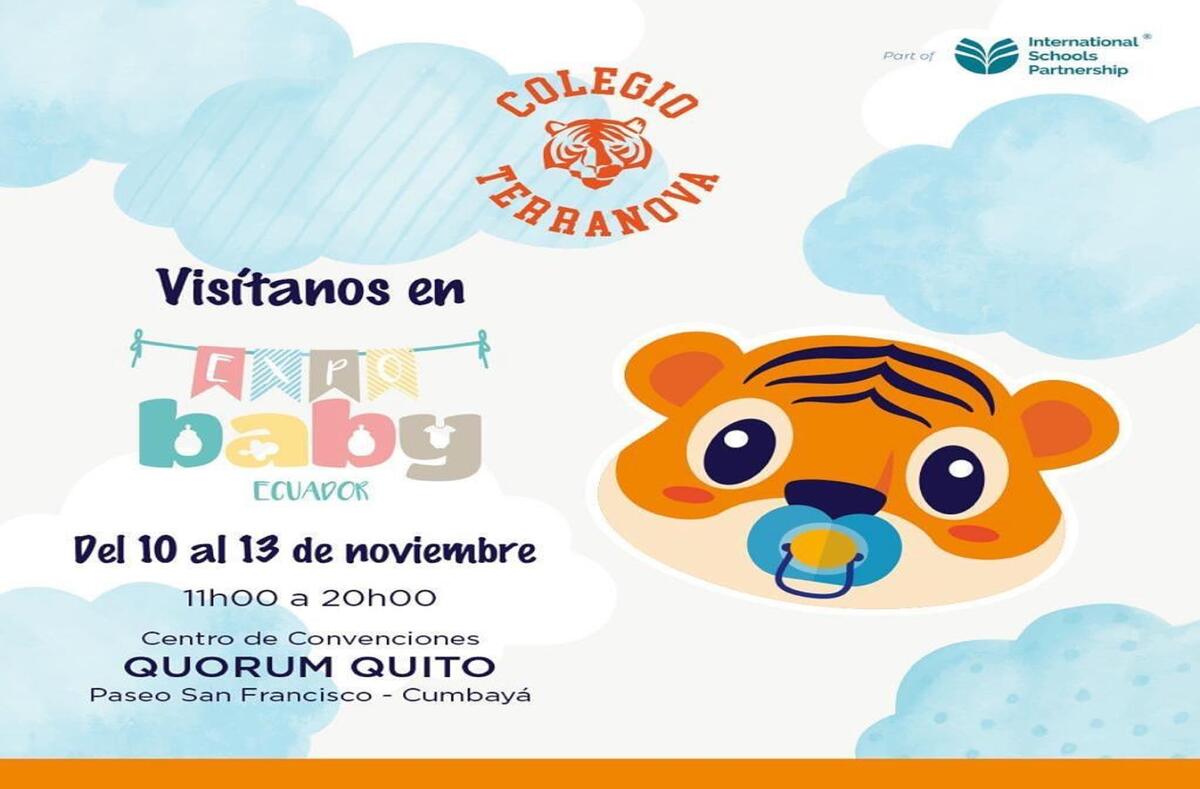 Part of
International ®
Schools
Partnership
COLEGIO
TERRANOVA
Visítanos en
EXPO
baby
ECUADOR
Del 10 al 13 de noviembre
11h00 a 20h00
Centro de Convenciones
QUORUM QUITO
Paseo San Francisco - Cumbayá